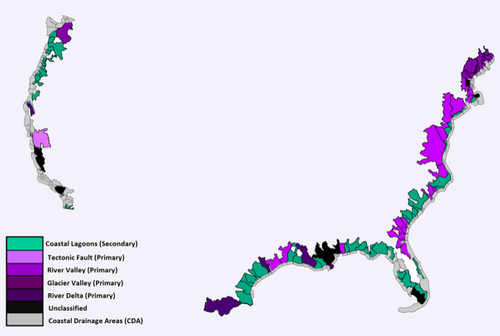 Coastal Lagoons (Secondary)
Tectonic Fault (Primary)
River Valley (Primary)
Glacier Valley (Primary)
River Delta (Primary)
Unclassified
Coastal Drainage Areas (CDA)